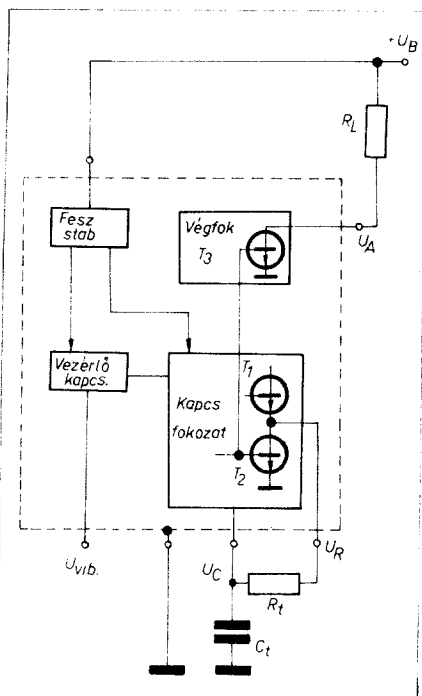 +U_B
R_L
Fesz
stab
Végfok
T_3
U_A
Vezérlő
kapcs.
Kapcs
fokozat
T_1
T_2
U_vib.
U_C
U_R
R_t
C_t